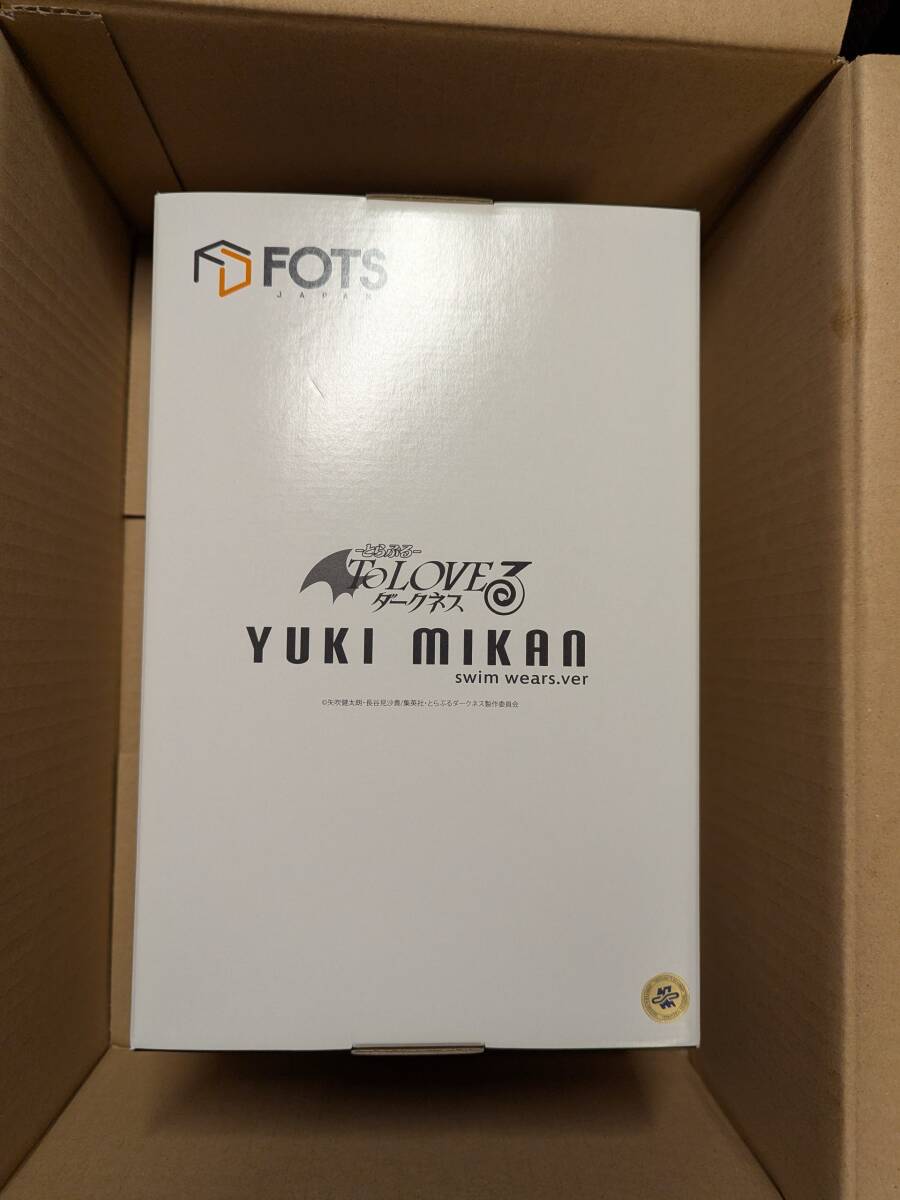 FOTS
JAPAN
-とらぶる-
To LOVEる
ダークネス
YUKI MIKAN
swim wears.ver
©矢吹健太朗・長谷見沙貴/集英社・とらぶるダークネス製作委員会